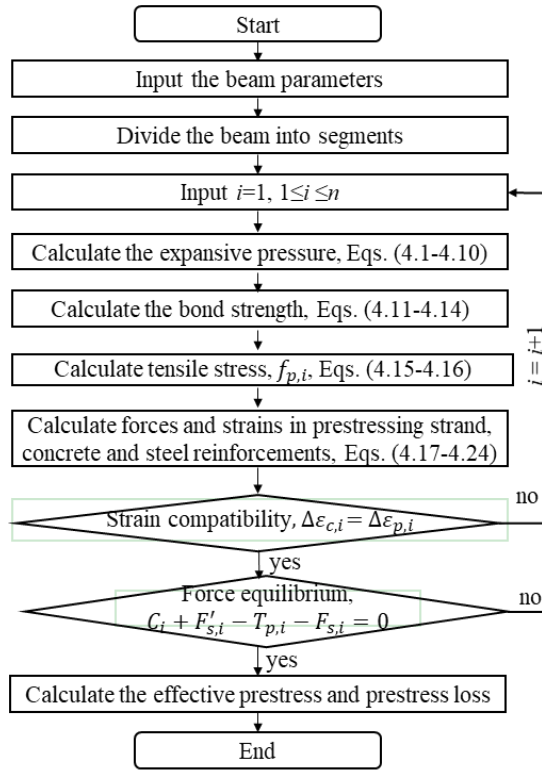 Start
Input the beam parameters
Divide the beam into segments
Input i=1, 1≤i ≤n
Calculate the expansive pressure, Eqs. (4.1-4.10)
Calculate the bond strength, Eqs. (4.11-4.14)
Calculate tensile stress, f_{p,i}, Eqs. (4.15-4.16)
i = i+1
Calculate forces and strains in prestressing strand,
concrete and steel reinforcements, Eqs. (4.17-4.24)
no
Strain compatibility, Δε_{c,i} = Δε_{p,i}
yes
Force equilibrium,
no
C_i + F'_{s,i} − T_{p,i} − F_{s,i} = 0
yes
Calculate the effective prestress and prestress loss
End